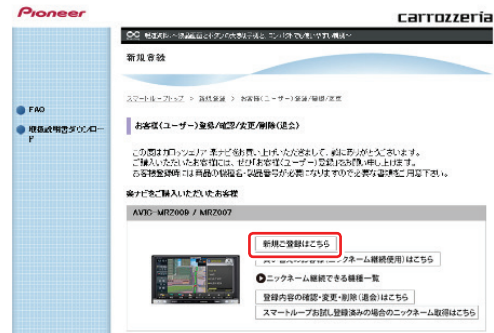 Pioneer
carrozzeria
新規登録
スマートループトップ > 新規登録 > お客様(ユーザー)登録/確認/変更
FAQ
取扱説明書ダウンロード
お客様(ユーザー)登録/確認/変更/削除(退会)
この度はカロッツェリア 楽ナビをお買い上げいただきまして、誠にありがとうございます。
ご購入いただいたお客様には、ぜひ「お客様(ユーザー)登録」をお願い申し上げます。
お客様登録時には商品の機種名・製品番号が必要になりますので必要な書類をご用意下さい。
楽ナビをご購入いただいたお客様
AVIC-MRZ009 / MRZ007
新規ご登録はこちら
ニックネーム継続使用)はこちら
ニックネーム継続できる機種一覧
登録内容の確認・変更・削除(退会)はこちら
スマートループお試し登録済みの場合のニックネーム取得はこちら